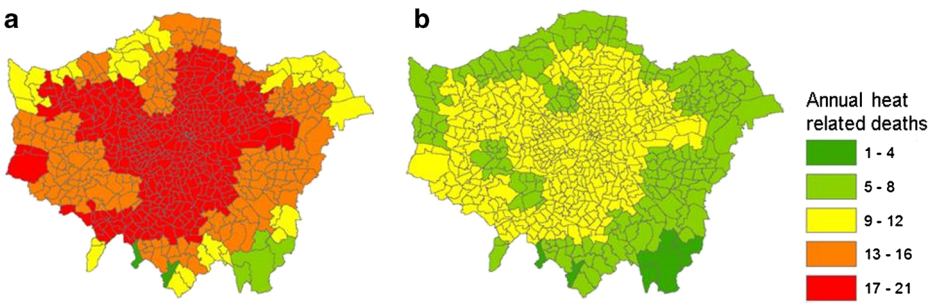 a
b
Annual heat
related deaths
1 - 4
5 - 8
9 - 12
13 - 16
17 - 21